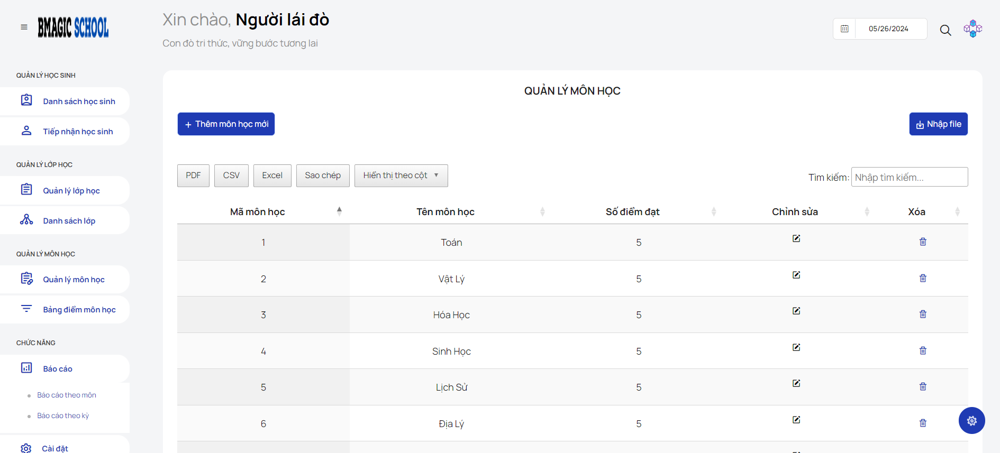 BMAGIC SCHOOL
Xin chào, Người lái đò
Con đò tri thức, vững bước tương lai
05/26/2024
QUẢN LÝ HỌC SINH
Danh sách học sinh
Tiếp nhận học sinh
QUẢN LÝ LỚP HỌC
Quản lý lớp học
Danh sách lớp
QUẢN LÝ MÔN HỌC
Quản lý môn học
Bảng điểm môn học
CHỨC NĂNG
Báo cáo
Báo cáo theo môn
Báo cáo theo kỳ
Cài đặt
QUẢN LÝ MÔN HỌC
+ Thêm môn học mới
Nhập file
PDF CSV Excel Sao chép Hiển thị theo cột ▼
Tìm kiếm: Nhập tìm kiếm...
Mã môn học Tên môn học Số điểm đạt Chỉnh sửa Xóa
1 Toán 5
2 Vật Lý 5
3 Hóa Học 5
4 Sinh Học 5
5 Lịch Sử 5
6 Địa Lý 5